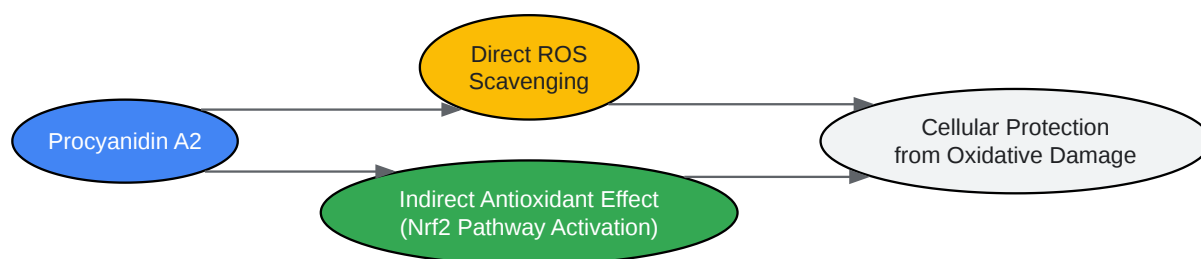 Procyanidin A2
Direct ROS
Scavenging
Indirect Antioxidant Effect
(Nrf2 Pathway Activation)
Cellular Protection
from Oxidative Damage